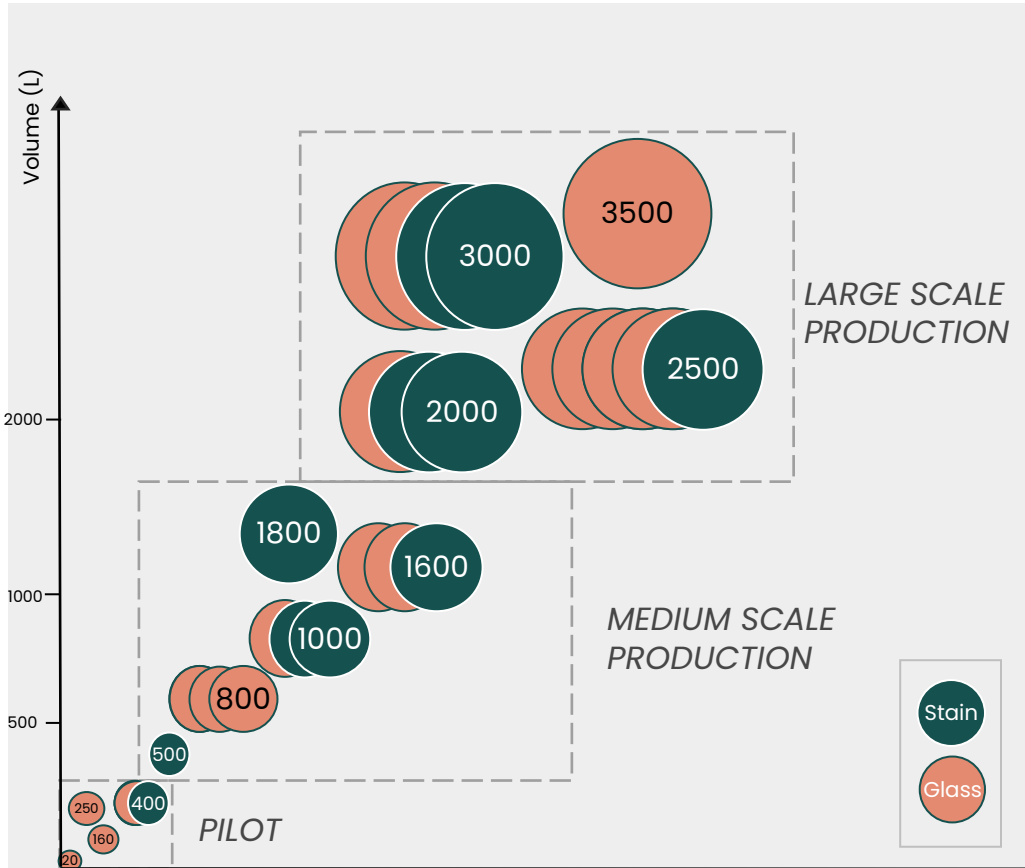 Volume (L)
3500
3000
LARGE SCALE
PRODUCTION
2500
2000
2000
1800
1600
1000
1000
MEDIUM SCALE
PRODUCTION
800
500
500
Stain
Glass
250
400
160
PILOT
20